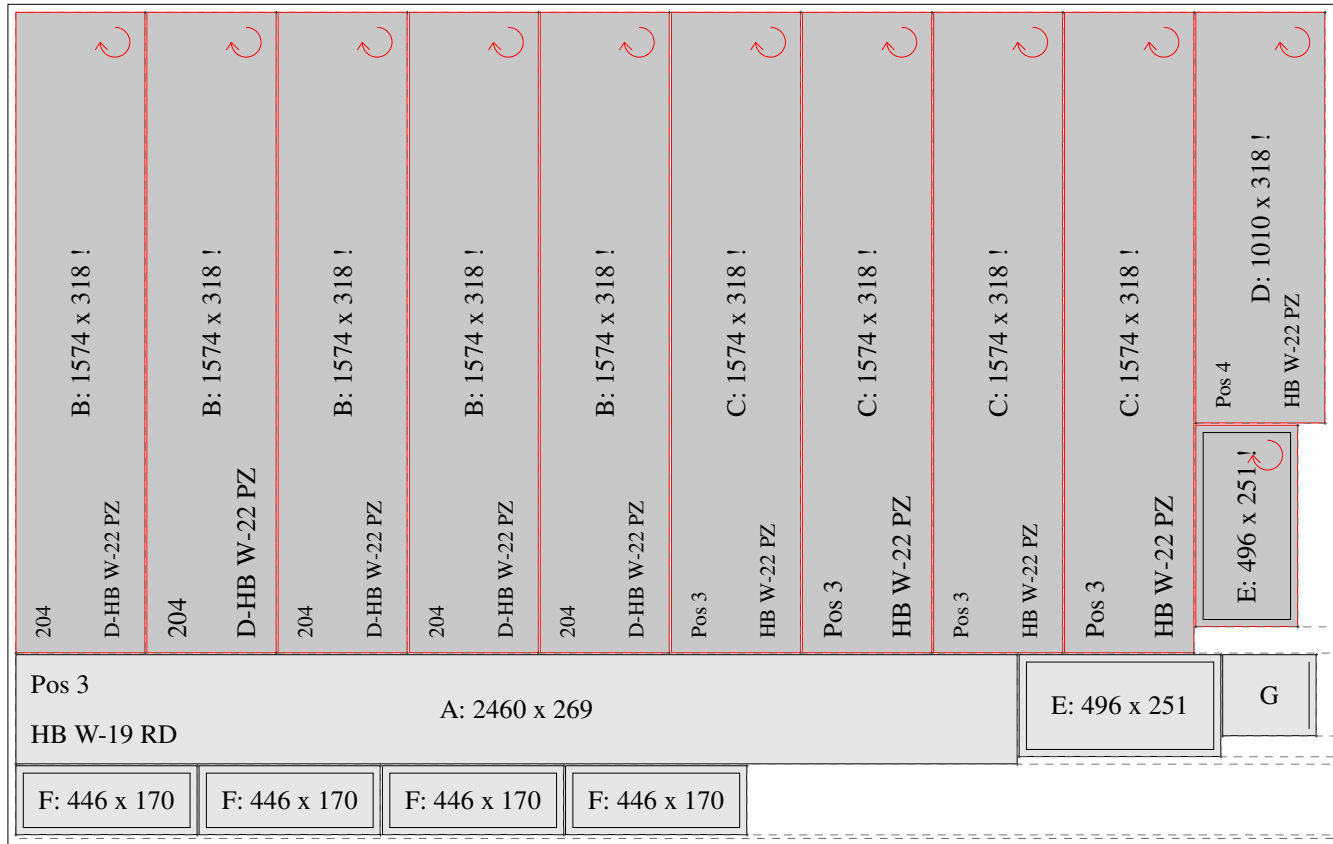 B: 1574 x 318 !
204
D-HB W-22 PZ
B: 1574 x 318 !
204
D-HB W-22 PZ
B: 1574 x 318 !
204
D-HB W-22 PZ
B: 1574 x 318 !
204
D-HB W-22 PZ
B: 1574 x 318 !
204
D-HB W-22 PZ
C: 1574 x 318 !
Pos 3
HB W-22 PZ
C: 1574 x 318 !
Pos 3
HB W-22 PZ
C: 1574 x 318 !
Pos 3
HB W-22 PZ
C: 1574 x 318 !
Pos 3
HB W-22 PZ
D: 1010 x 318 !
Pos 4
HB W-22 PZ
E: 496 x 251 !
Pos 3
HB W-19 RD
A: 2460 x 269
E: 496 x 251
G
F: 446 x 170
F: 446 x 170
F: 446 x 170
F: 446 x 170